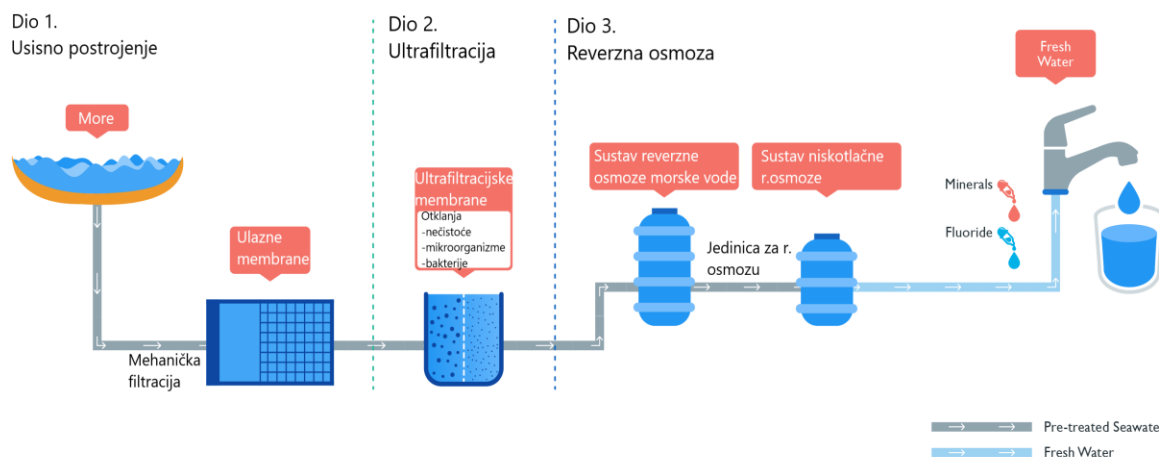 Dio 1.
Usisno postrojenje
Dio 2.
Ultrafiltracija
Dio 3.
Reverzna osmoza
More
Ulazne
membrane
Mehanička
filtracija
Ultrafiltracijske
membrane
Otklanja
-nečistoće
-mikroorganizme
-bakterije
Sustav reverzne
osmoze morske vode
Jedinica za r.
osmozu
Sustav niskotlačne
r.osmoze
Minerals
Fluoride
Fresh
Water
Pre-treated Seawate
Fresh Water